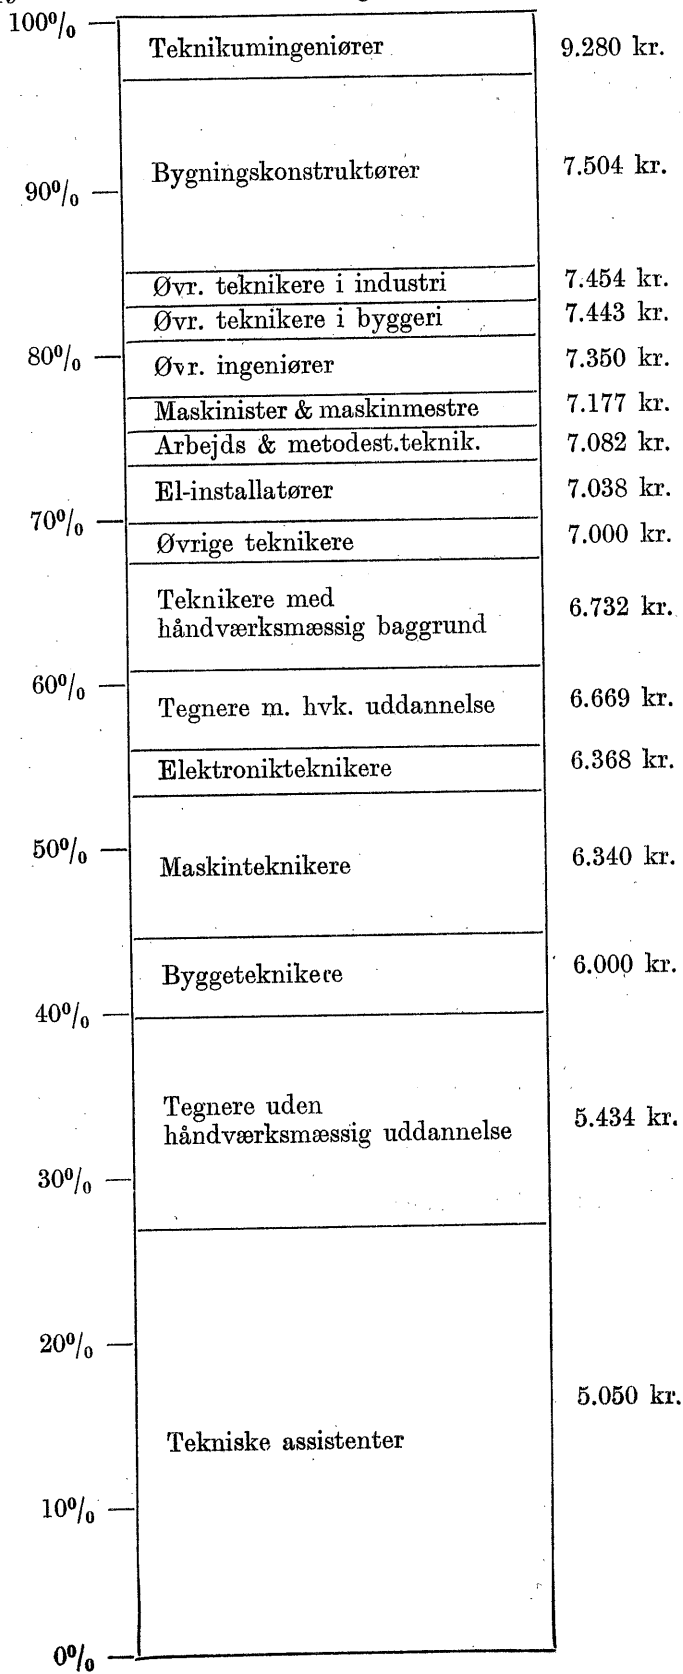 100%
Teknikumingeniører 9.280 kr.
Bygningskonstruktører 7.504 kr.
90%
Øvr. teknikere i industri 7.454 kr.
Øvr. teknikere i byggeri 7.443 kr.
80% Øvr. ingeniører 7.350 kr.
Maskinister & maskinmestre 7.177 kr.
Arbejds & metodest.teknik. 7.082 kr.
El-installatører 7.038 kr.
70%
Øvrige teknikere 7.000 kr.
Teknikere med
håndværksmæssig baggrund 6.732 kr.
60%
Tegnere m. hvk. uddannelse 6.669 kr.
Elektronikteknikere 6.368 kr.
50%
Maskinteknikere 6.340 kr.
Byggeteknikere 6.000 kr.
40%
Tegnere uden
håndværksmæssig uddannelse 5.434 kr.
30%
20%
5.050 kr.
Tekniske assistenter
10%
0%